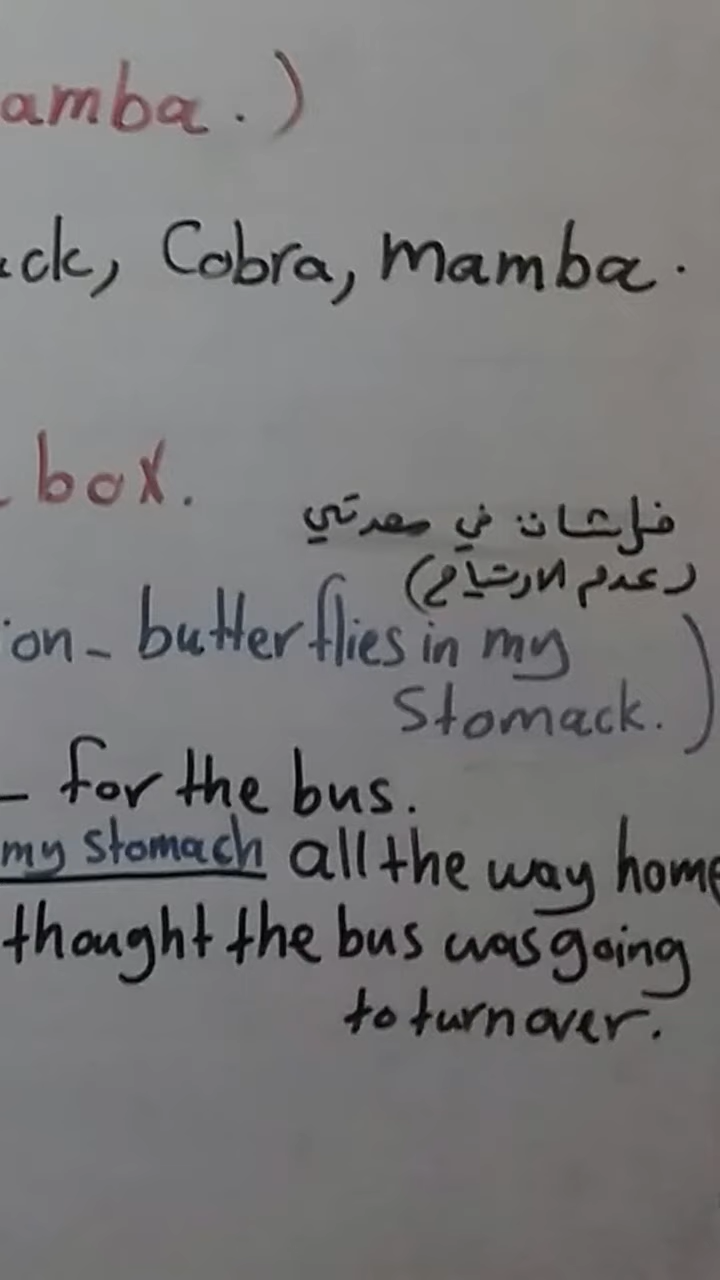 amba.)
ck, Cobra, mamba.
box.
فراشات في معدتي
(عدم الارتياح)
ion - butterflies in my
Stomack.)
- for the bus.
my stomach all the way home
thought the bus was going
to turn over.